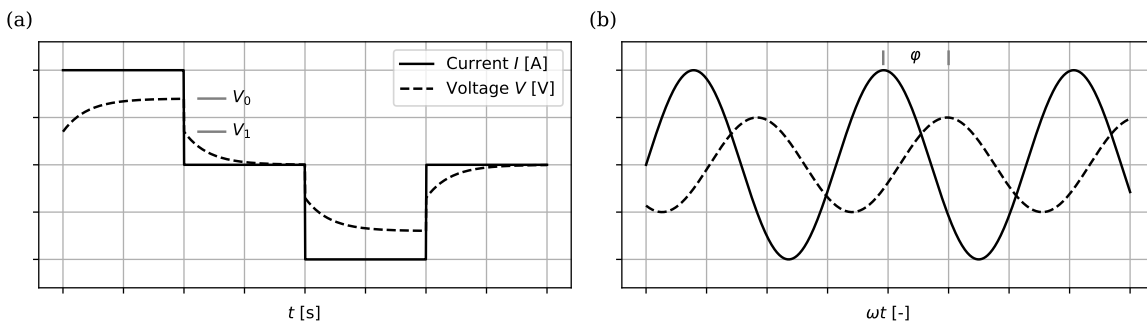 (a)
Current I [A]
Voltage V [V]
V₀
V₁
t [s]
(b)
φ
ωt [-]